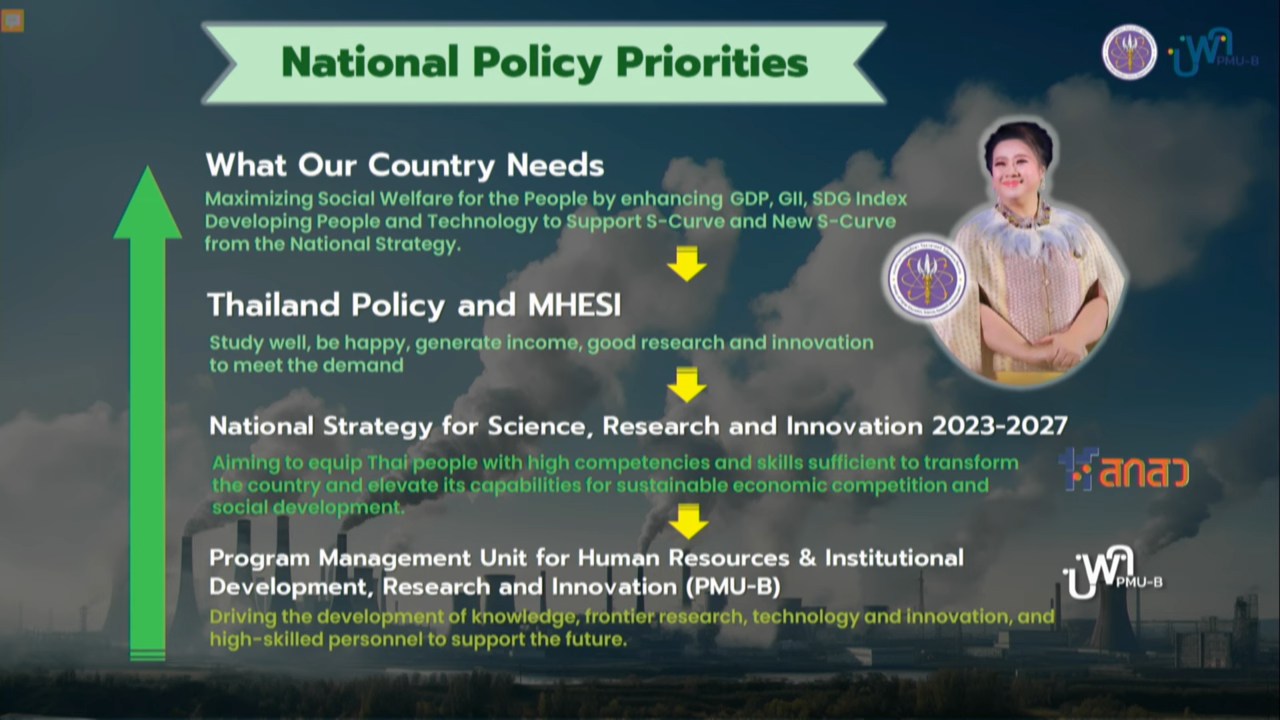 National Policy Priorities
บพค
PMU-B
What Our Country Needs
Maximizing Social Welfare for the People by enhancing GDP, GII, SDG Index
Developing People and Technology to Support S-Curve and New S-Curve
from the National Strategy.
Thailand Policy and MHESI
Study well, be happy, generate income, good research and innovation
to meet the demand
National Strategy for Science, Research and Innovation 2023-2027
Aiming to equip Thai people with high competencies and skills sufficient to transform
the country and elevate its capabilities for sustainable economic competition and
social development.
สกสว
Program Management Unit for Human Resources & Institutional
Development, Research and Innovation (PMU-B)
บพค
PMU-B
Driving the development of knowledge, frontier research, technology and innovation, and
high-skilled personnel to support the future.